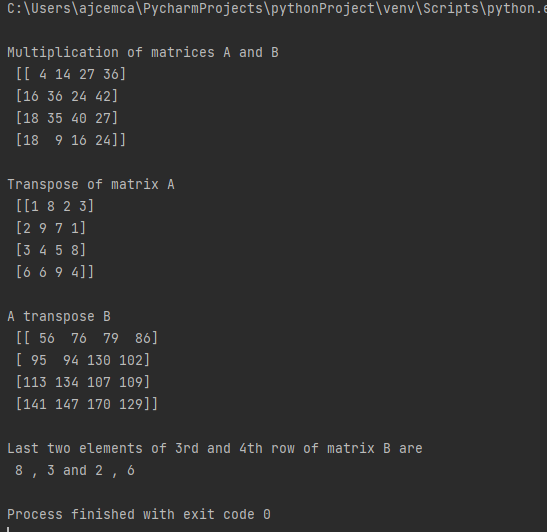 C:\Users\ajcemca\PycharmProjects\pythonProject\venv\Scripts\python.e
Multiplication of matrices A and B
[[ 4 14 27 36]
[16 36 24 42]
[18 35 40 27]
[18  9 16 24]]
Transpose of matrix A
[[1 8 2 3]
[2 9 7 1]
[3 4 5 8]
[6 6 9 4]]
A transpose B
[[ 56  76  79  86]
[ 95  94 130 102]
[113 134 107 109]
[141 147 170 129]]
Last two elements of 3rd and 4th row of matrix B are
8 , 3 and 2 , 6
Process finished with exit code 0